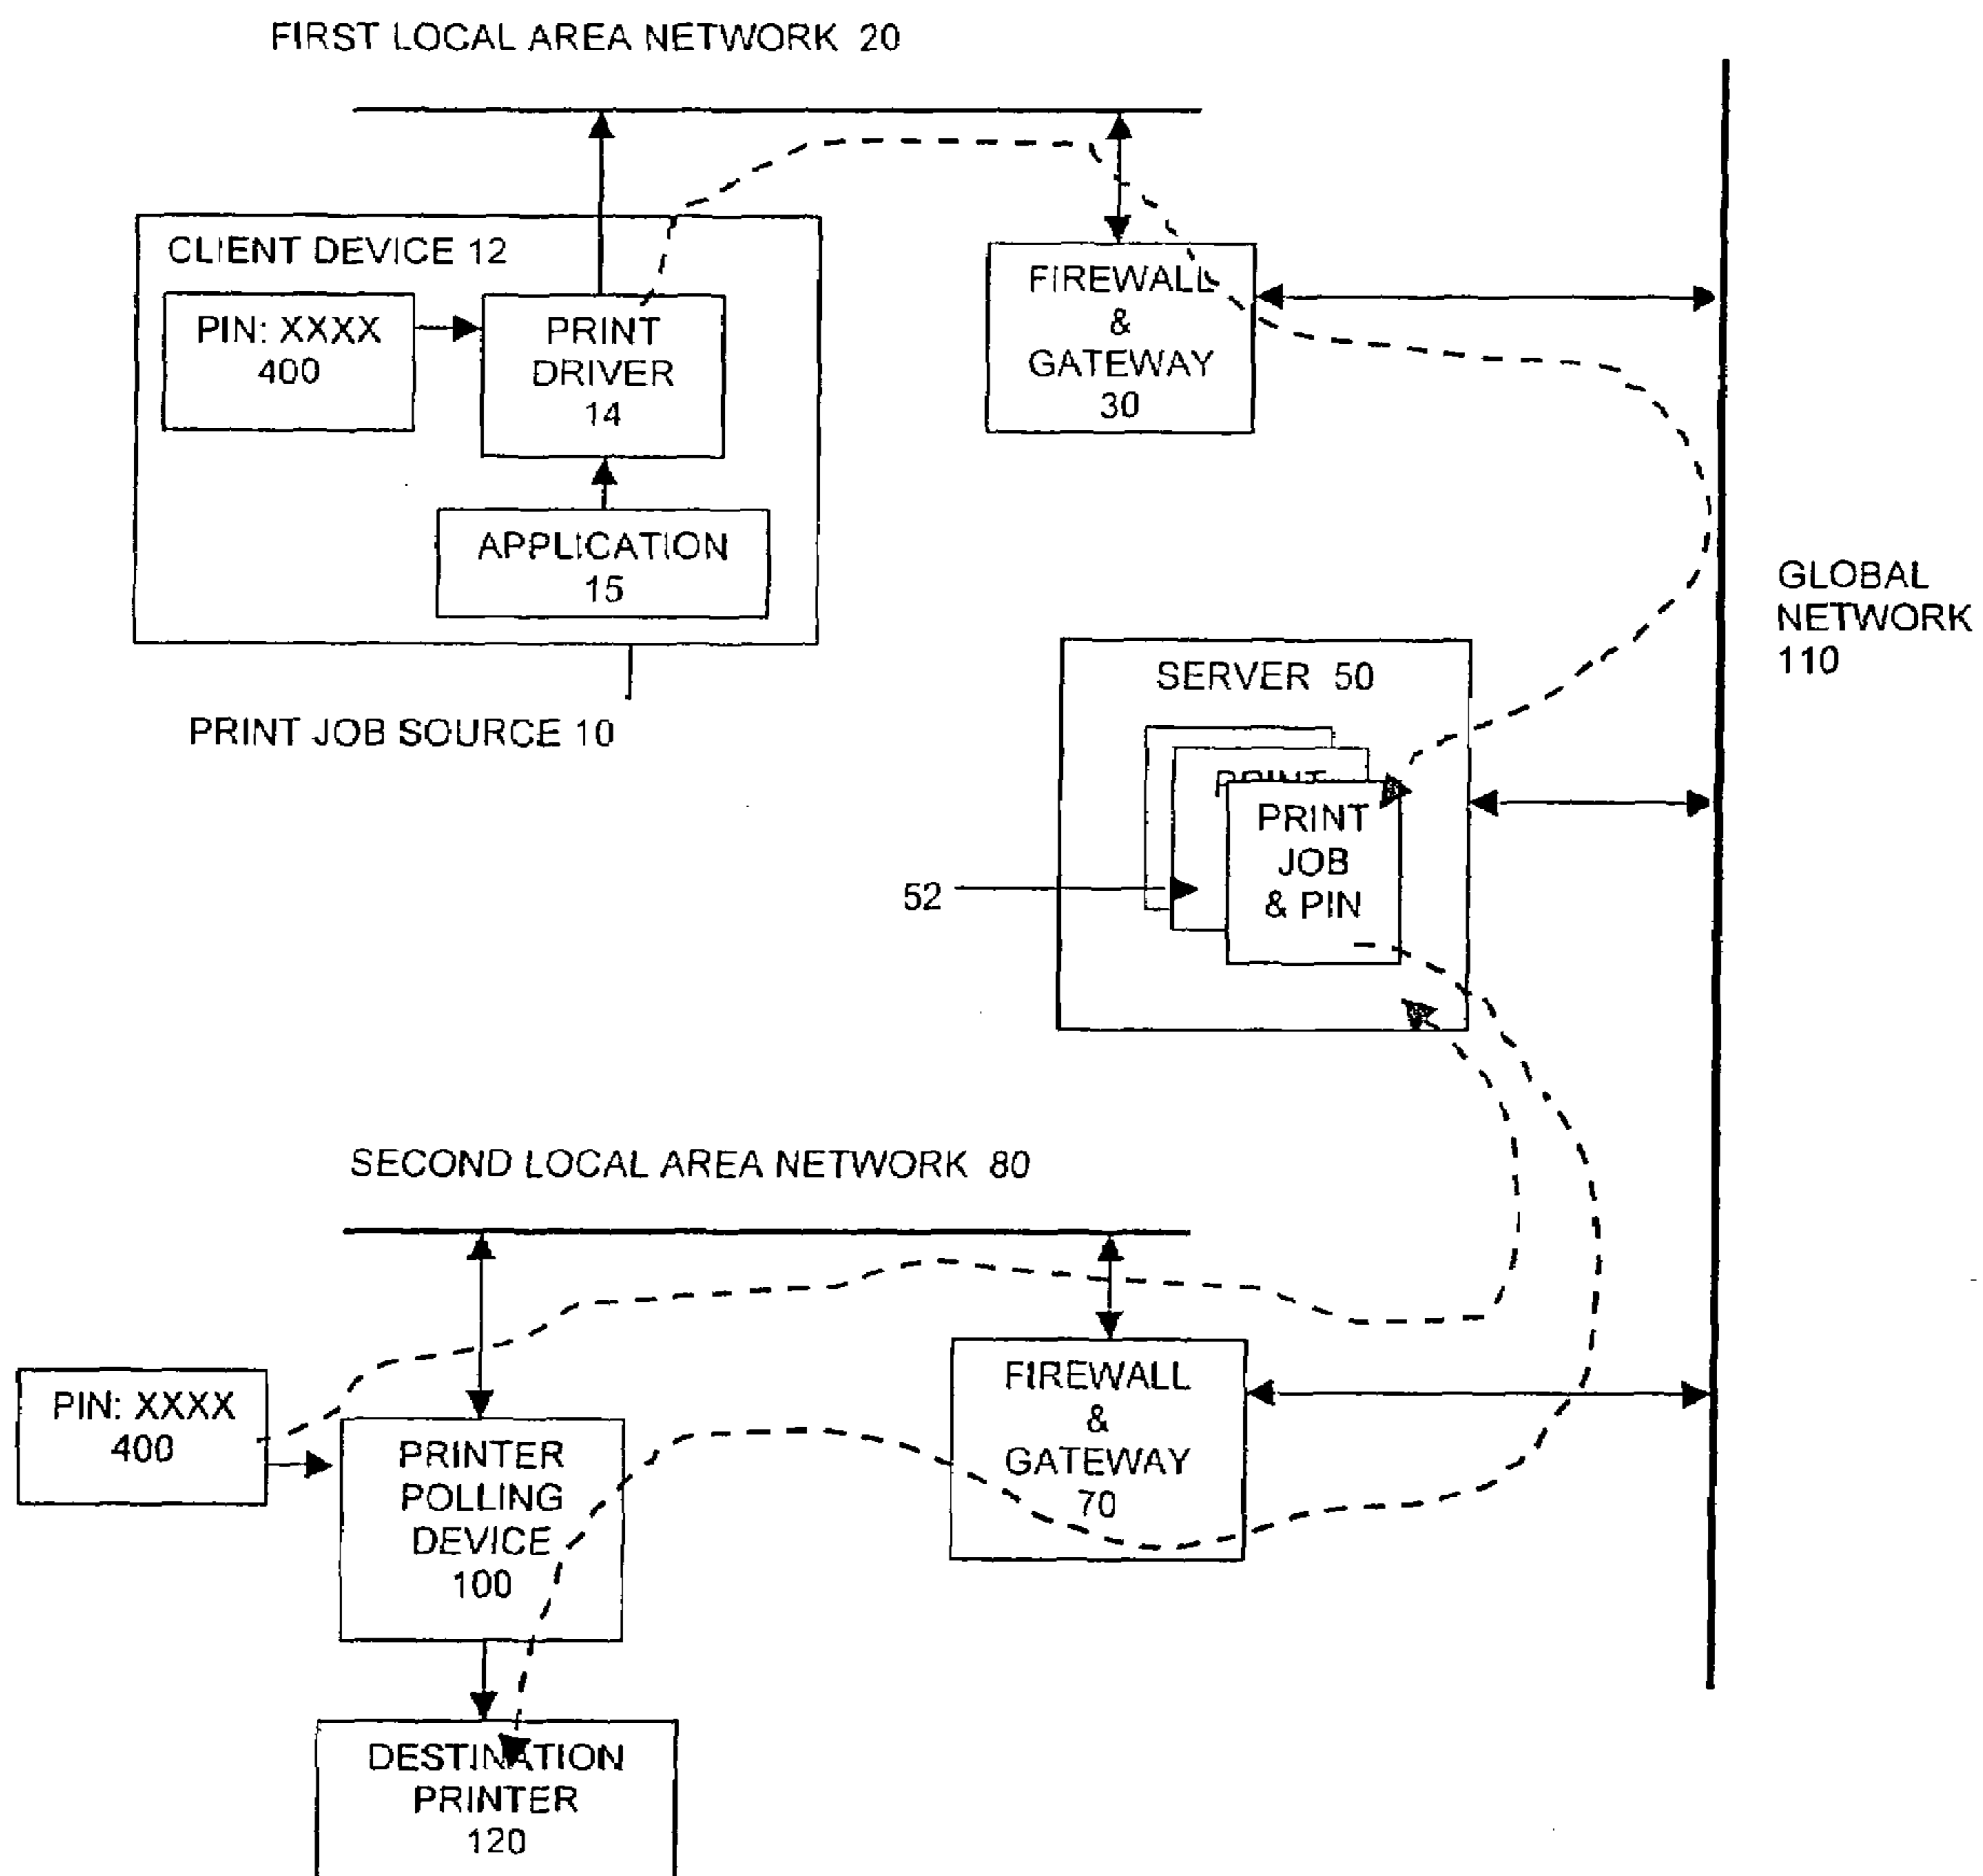 FIRST LOCAL AREA NETWORK 20
CLIENT DEVICE 12
PIN: XXXX
400
PRINT
DRIVER
14
APPLICATION
15
PRINT JOB SOURCE 10
FIREWALL
&
GATEWAY
30
GLOBAL
NETWORK
110
SERVER 50
PRINT
PRINT
JOB
& PIN
52
SECOND LOCAL AREA NETWORK 80
PIN: XXXX
400
PRINTER
POLLING
DEVICE
100
FIREWALL
&
GATEWAY
70
DESTINATION
PRINTER
120